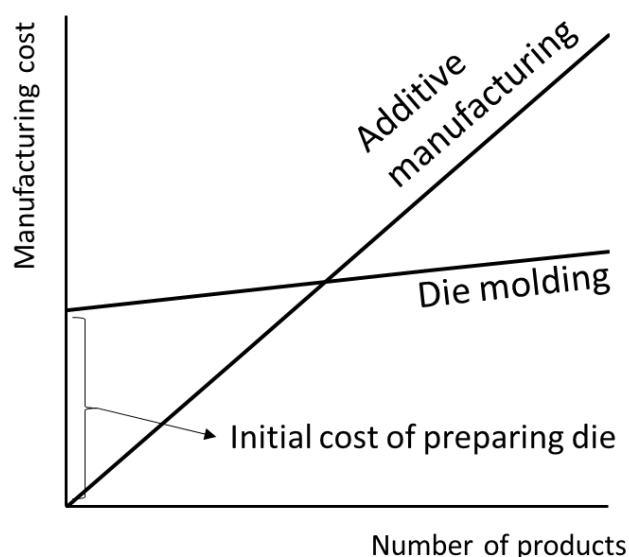 Manufacturing cost
Additive
manufacturing
Die molding
Initial cost of preparing die
Number of products